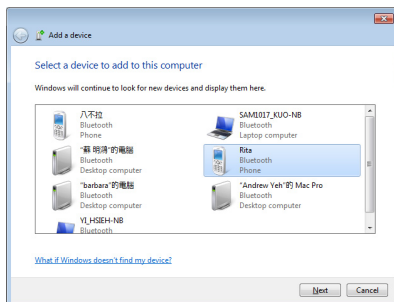 Add a device
Select a device to add to this computer
Windows will continue to look for new devices and display them here.
八不拉
Bluetooth
Phone
SAM1017_KUO-NB
Bluetooth
Laptop computer
"蘇 明鴻"的電腦
Bluetooth
Desktop computer
Rita
Bluetooth
Phone
"barbara"的電腦
Bluetooth
Desktop computer
"Andrew Yeh"的 Mac Pro
Bluetooth
Desktop computer
YI_HSIEH-NB
Bluetooth
What if Windows doesn't find my device?
Next
Cancel